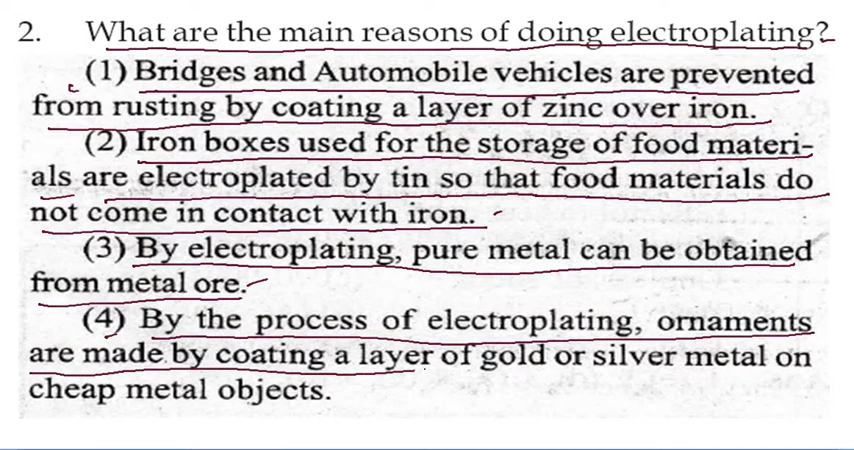 2. What are the main reasons of doing electroplating?
(1) Bridges and Automobile vehicles are prevented
from rusting by coating a layer of zinc over iron.
(2) Iron boxes used for the storage of food materi-
als are electroplated by tin so that food materials do
not come in contact with iron.
(3) By electroplating, pure metal can be obtained
from metal ore.
(4) By the process of electroplating, ornaments
are made by coating a layer of gold or silver metal on
cheap metal objects.